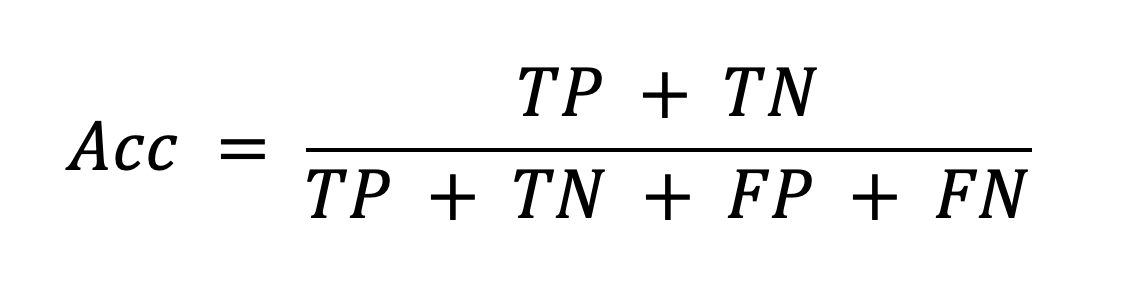 TP + TN
Acc =
TP + TN + FP + FN